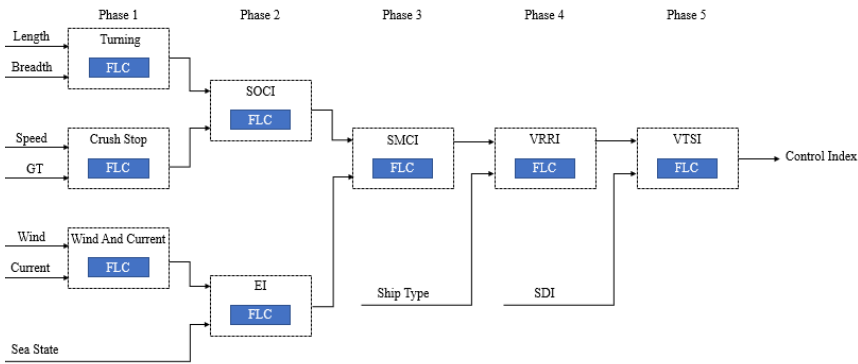 Phase 1 Phase 2 Phase 3 Phase 4 Phase 5
Length
Breadth
Turning
FLC
SOCI
FLC
Speed
GT
Crush Stop
FLC
SMCI
FLC
VRRI
FLC
VTSI
FLC
Control Index
Wind
Current
Wind And Current
FLC
EI
FLC
Ship Type
SDI
Sea State